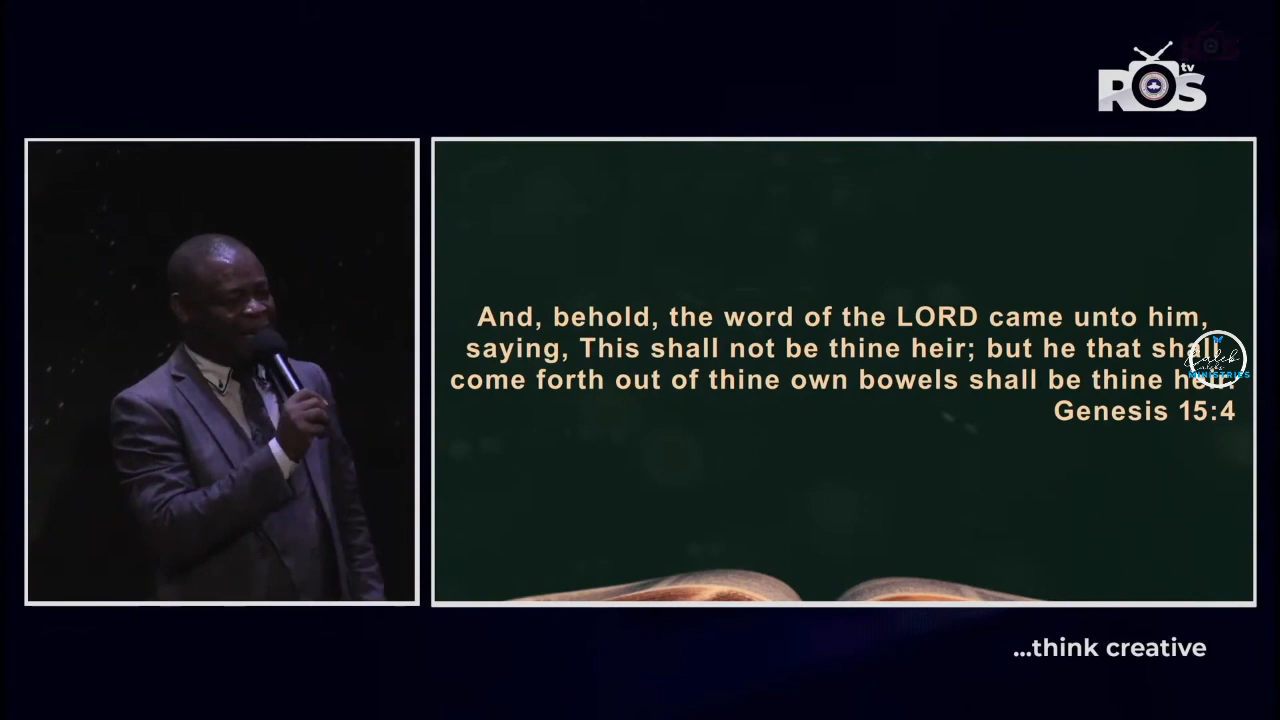 ROS tv
And, behold, the word of the LORD came unto him,
saying, This shall not be thine heir; but he that shall
come forth out of thine own bowels shall be thine heir.
Genesis 15:4
Caleb
MINISTRIES
...think creative